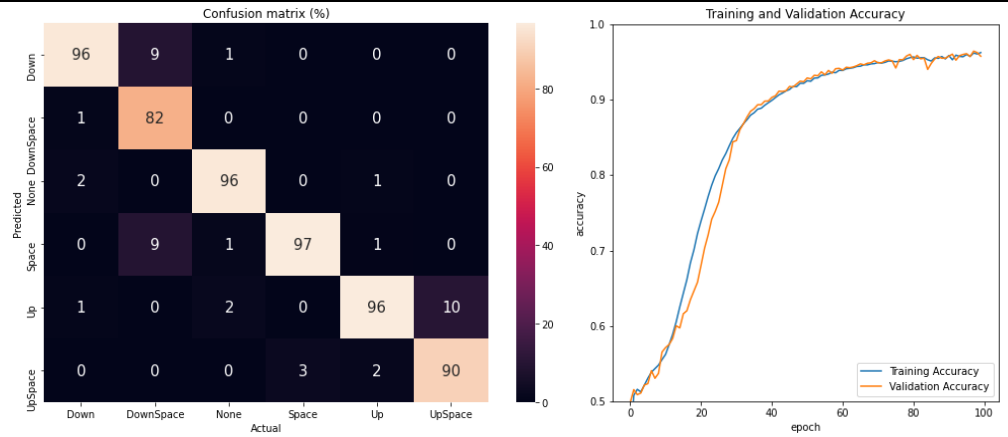 Confusion matrix (%)
Predicted
Down
DownSpace
None
Space
Up
UpSpace
96 9 1 0 0 0
1 82 0 0 0 0
2 0 96 0 1 0
0 9 1 97 1 0
1 0 2 0 96 10
0 0 0 3 2 90
Down DownSpace None Space Up UpSpace
Actual
80
60
40
20
0
Training and Validation Accuracy
accuracy
1.0
0.9
0.8
0.7
0.6
0.5
Training Accuracy
Validation Accuracy
0 20 40 60 80 100
epoch